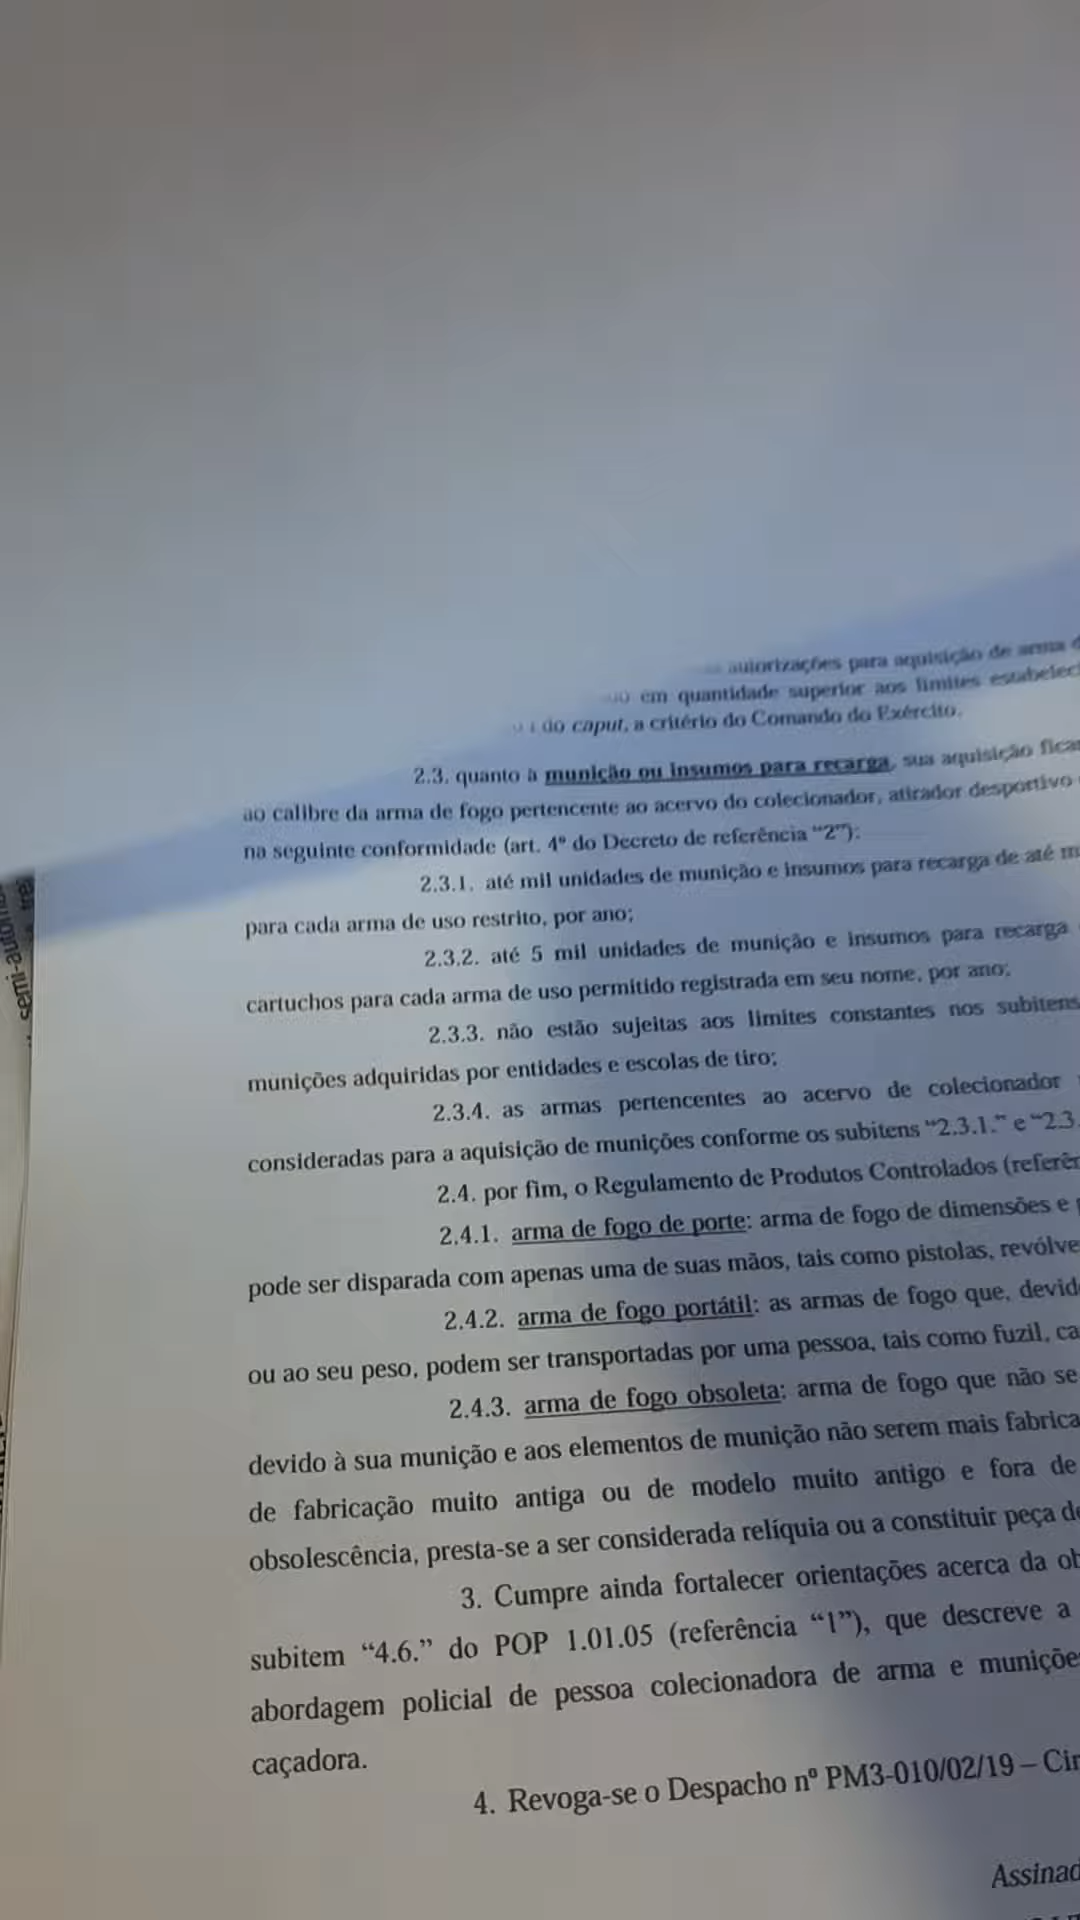 autorizações para aquisição de arma
em quantidade superior aos limites
do caput, a critério do Comando do Exército.
2.3. quanto à munição ou insumos para recarga, sua aquisição
ao calibre da arma de fogo pertencente ao acervo do colecionador, atirador desportivo
na seguinte conformidade (art. 4º do Decreto de referência “2”):
2.3.1. até mil unidades de munição e insumos para recarga de até
para cada arma de uso restrito, por ano;
2.3.2. até 5 mil unidades de munição e insumos para recarga
cartuchos para cada arma de uso permitido registrada em seu nome, por ano;
2.3.3. não estão sujeitas aos limites constantes nos subitens
munições adquiridas por entidades e escolas de tiro;
2.3.4. as armas pertencentes ao acervo de colecionador
consideradas para a aquisição de munições conforme os subitens “2.3.1.” e “2.3.
2.4. por fim, o Regulamento de Produtos Controlados
2.4.1. arma de fogo de porte: arma de fogo de dimensões e
pode ser disparada com apenas uma de suas mãos, tais como pistolas,
2.4.2. arma de fogo portátil: as armas de fogo que,
ou ao seu peso, podem ser transportadas por uma pessoa, tais como fuzil,
2.4.3. arma de fogo obsoleta: arma de fogo que não se
devido à sua munição e aos elementos de munição não serem mais
de fabricação muito antiga ou de modelo muito antigo e fora de
obsolescência, presta-se a ser considerada relíquia ou a constituir peça
3. Cumpre ainda fortalecer orientações acerca da
subitem “4.6.” do POP 1.01.05 (referência “1”), que descreve a
abordagem policial de pessoa colecionadora de arma e
caçadora.
4. Revoga-se o Despacho nº PM3-010/02/19 –